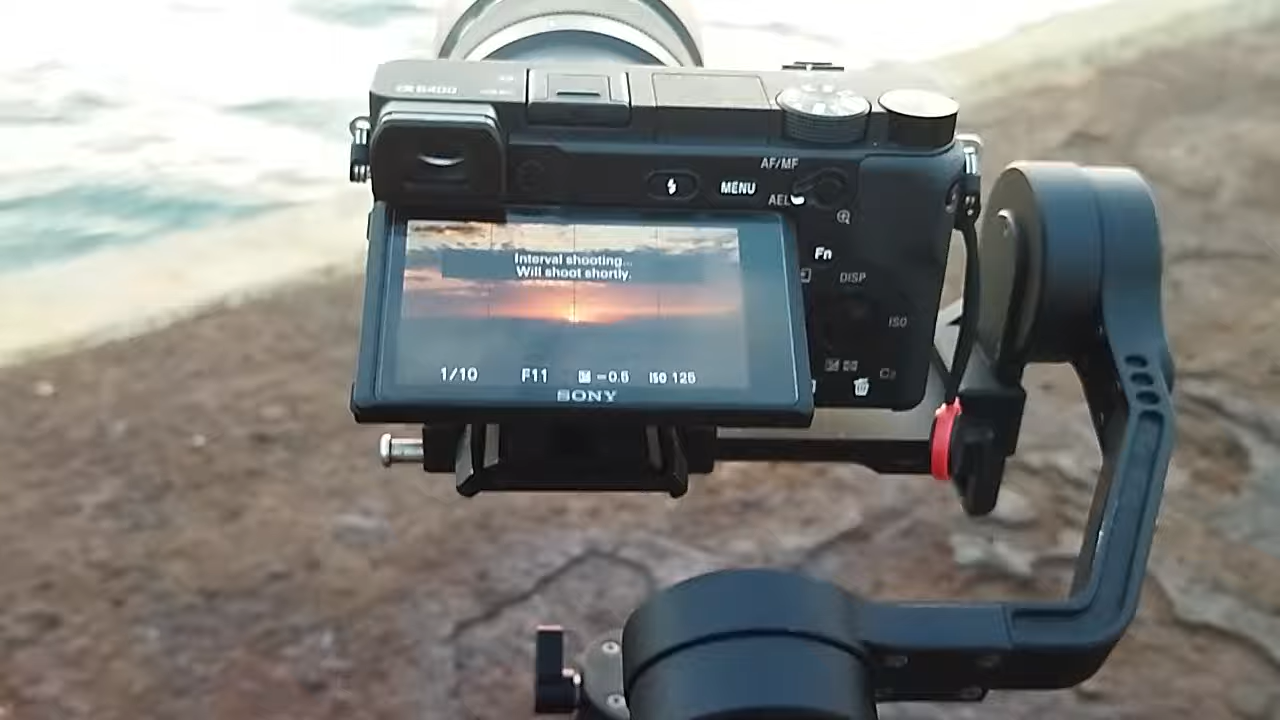 α6400
AF/MF
MENU
AEL
Fn
DISP
ISO
C2
Interval shooting...
Will shoot shortly.
1/10 F11 −0.5 ISO 125
SONY